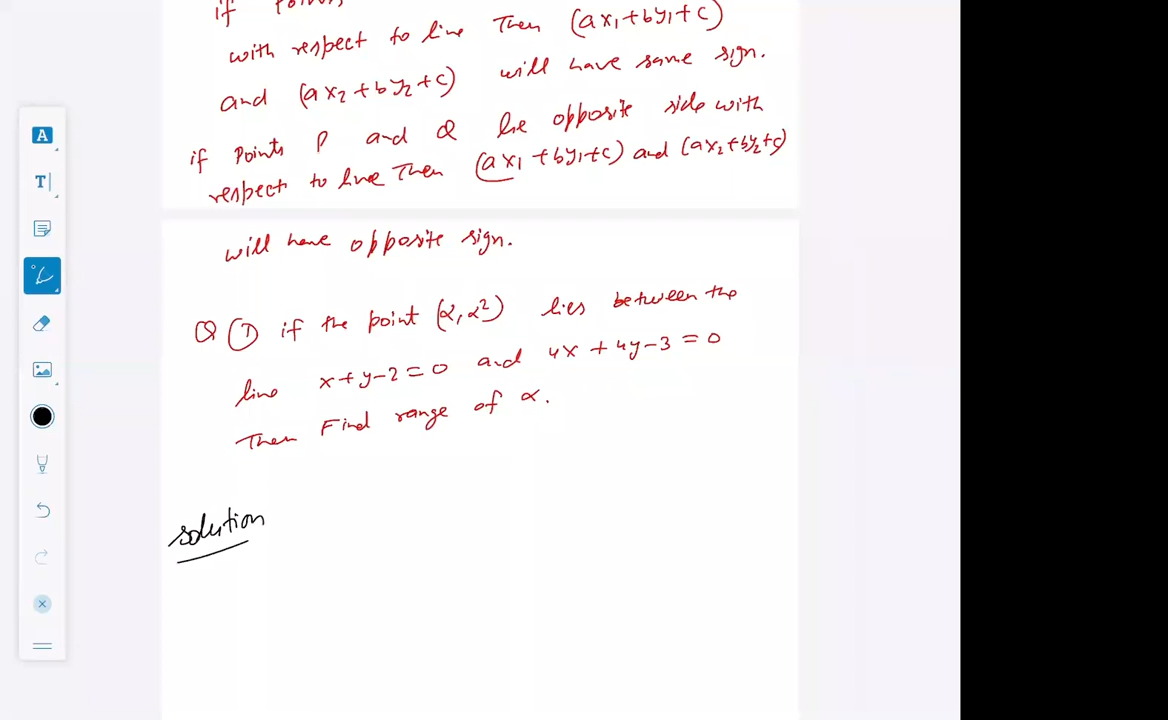 if Points
with respect to line Then (ax₁+by₁+c)
and (ax₂+by₂+c) will have same sign.
if Points P and Q lie opposite side with
respect to line Then (ax₁+by₁+c) and (ax₂+by₂+c)
will have opposite sign.
Q ① if the point (α,α²) lies between the
line x+y-2=0 and 4x+4y-3=0
Then Find range of α.
solution
A
T